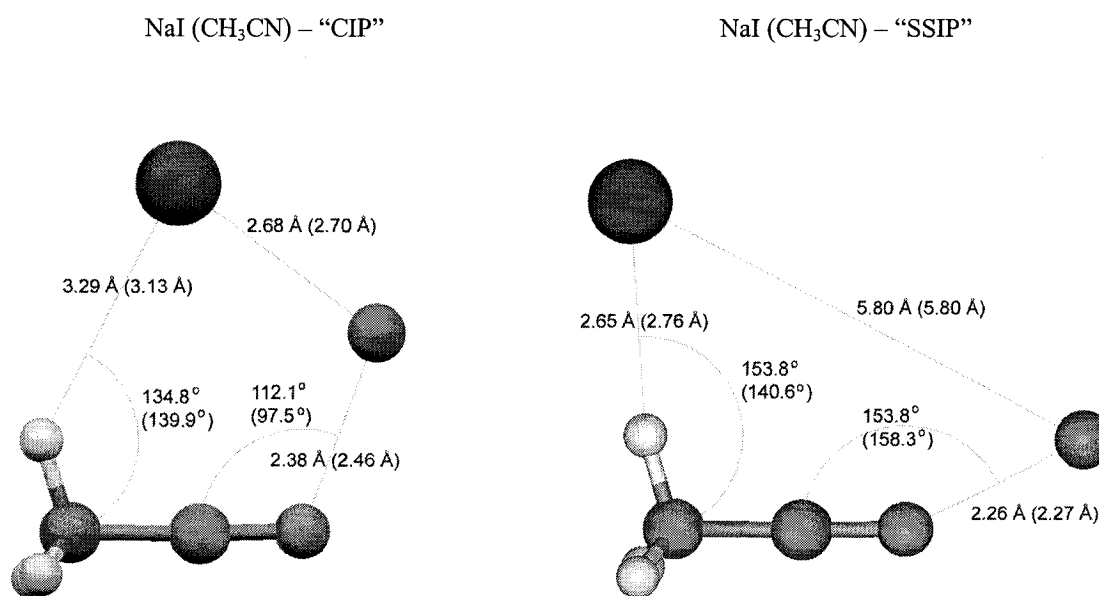 NaI (CH₃CN) – “CIP”
NaI (CH₃CN) – “SSIP”
2.68 Å (2.70 Å)
3.29 Å (3.13 Å)
134.8°
(139.9°)
112.1°
(97.5°)
2.38 Å (2.46 Å)
5.80 Å (5.80 Å)
2.65 Å (2.76 Å)
153.8°
(140.6°)
153.8°
(158.3°)
2.26 Å (2.27 Å)